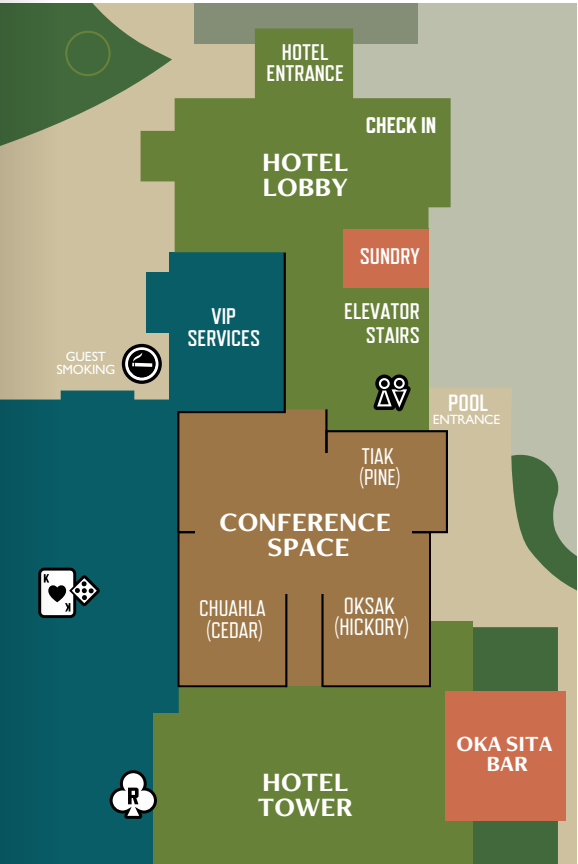 HOTEL
ENTRANCE
CHECK IN
HOTEL
LOBBY
SUNDRY
ELEVATOR
STAIRS
VIP
SERVICES
GUEST
SMOKING
POOL
ENTRANCE
TIAK
(PINE)
CONFERENCE
SPACE
K
K
CHUAHLA
(CEDAR)
OKSAK
(HICKORY)
OKA SITA
BAR
HOTEL
TOWER
R